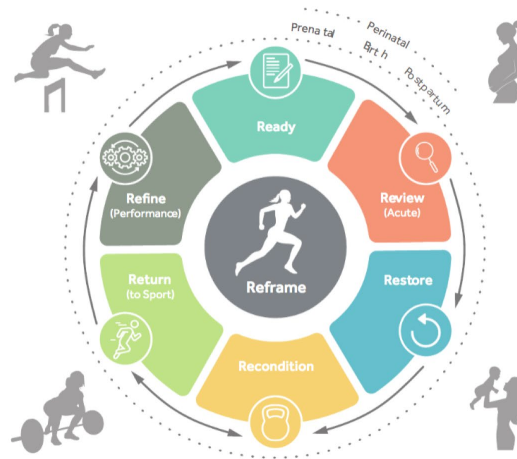 Prenatal
Perinatal
Birth
Postpartum
Ready
Review
(Acute)
Restore
Recondition
Return
(to Sport)
Refine
(Performance)
Reframe